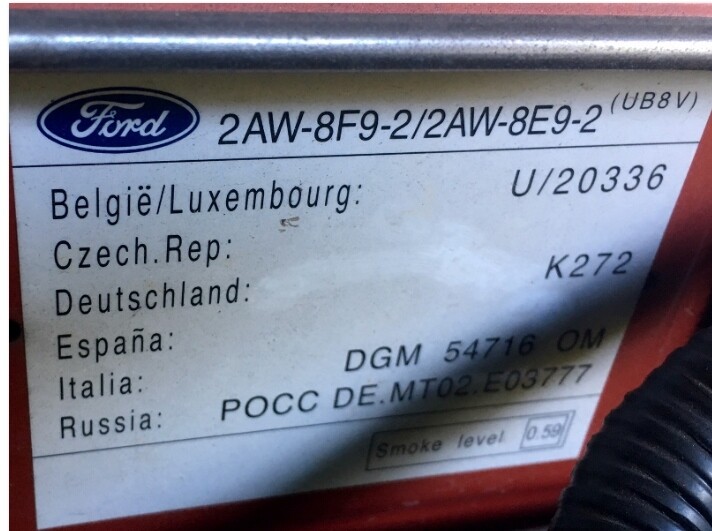 Ford 2AW-8F9-2/2AW-8E9-2 (UB8V)
België/Luxembourg: U/20336
Czech.Rep:
Deutschland: K272
España:
Italia: DGM 54716 OM
Russia: POCC DE.MT02.E03777
Smoke level 0.59